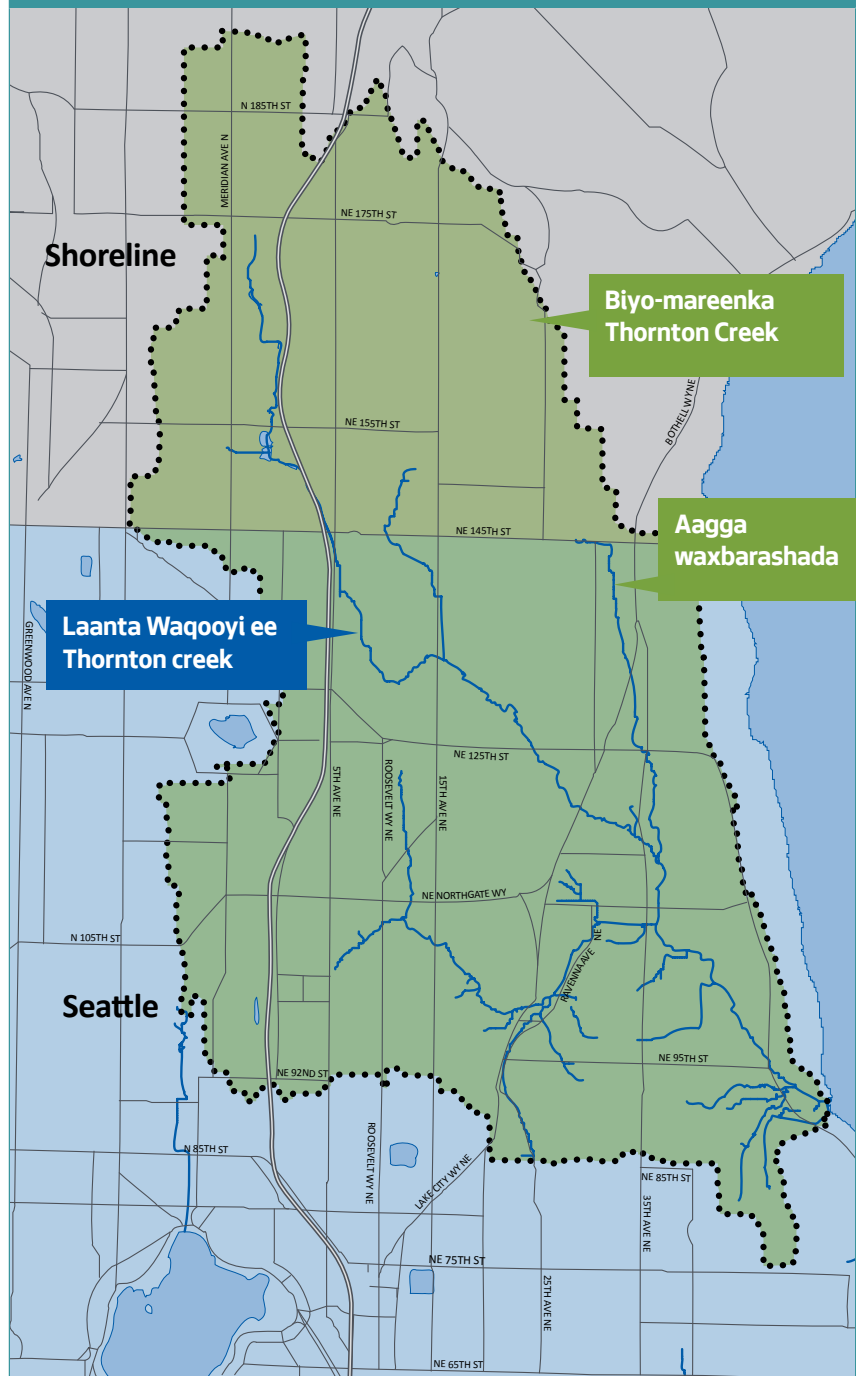 N 185TH ST
MERIDIAN AVE N
NE 175TH ST
Shoreline
Biyo-mareenka
Thornton Creek
BOTHELL WYNE
NE 155TH ST
NE 145TH ST
Aagga
waxbarashada
Laanta Waqooyi ee
Thornton creek
GREENWOOD AVE N
NE 125TH ST
5TH AVE NE
ROOSEVELT WY NE
15TH AVE NE
NE NORTHGATE WY
N 105TH ST
RAVENNA AVE
NE
Seattle
NE 95TH ST
NE 92ND ST
N 85TH ST
ROOSEVELT WY NE
LAKE CITY WY NE
NE 85TH ST
35TH AVE NE
NE 75TH ST
25TH AVE NE
NE 65TH ST